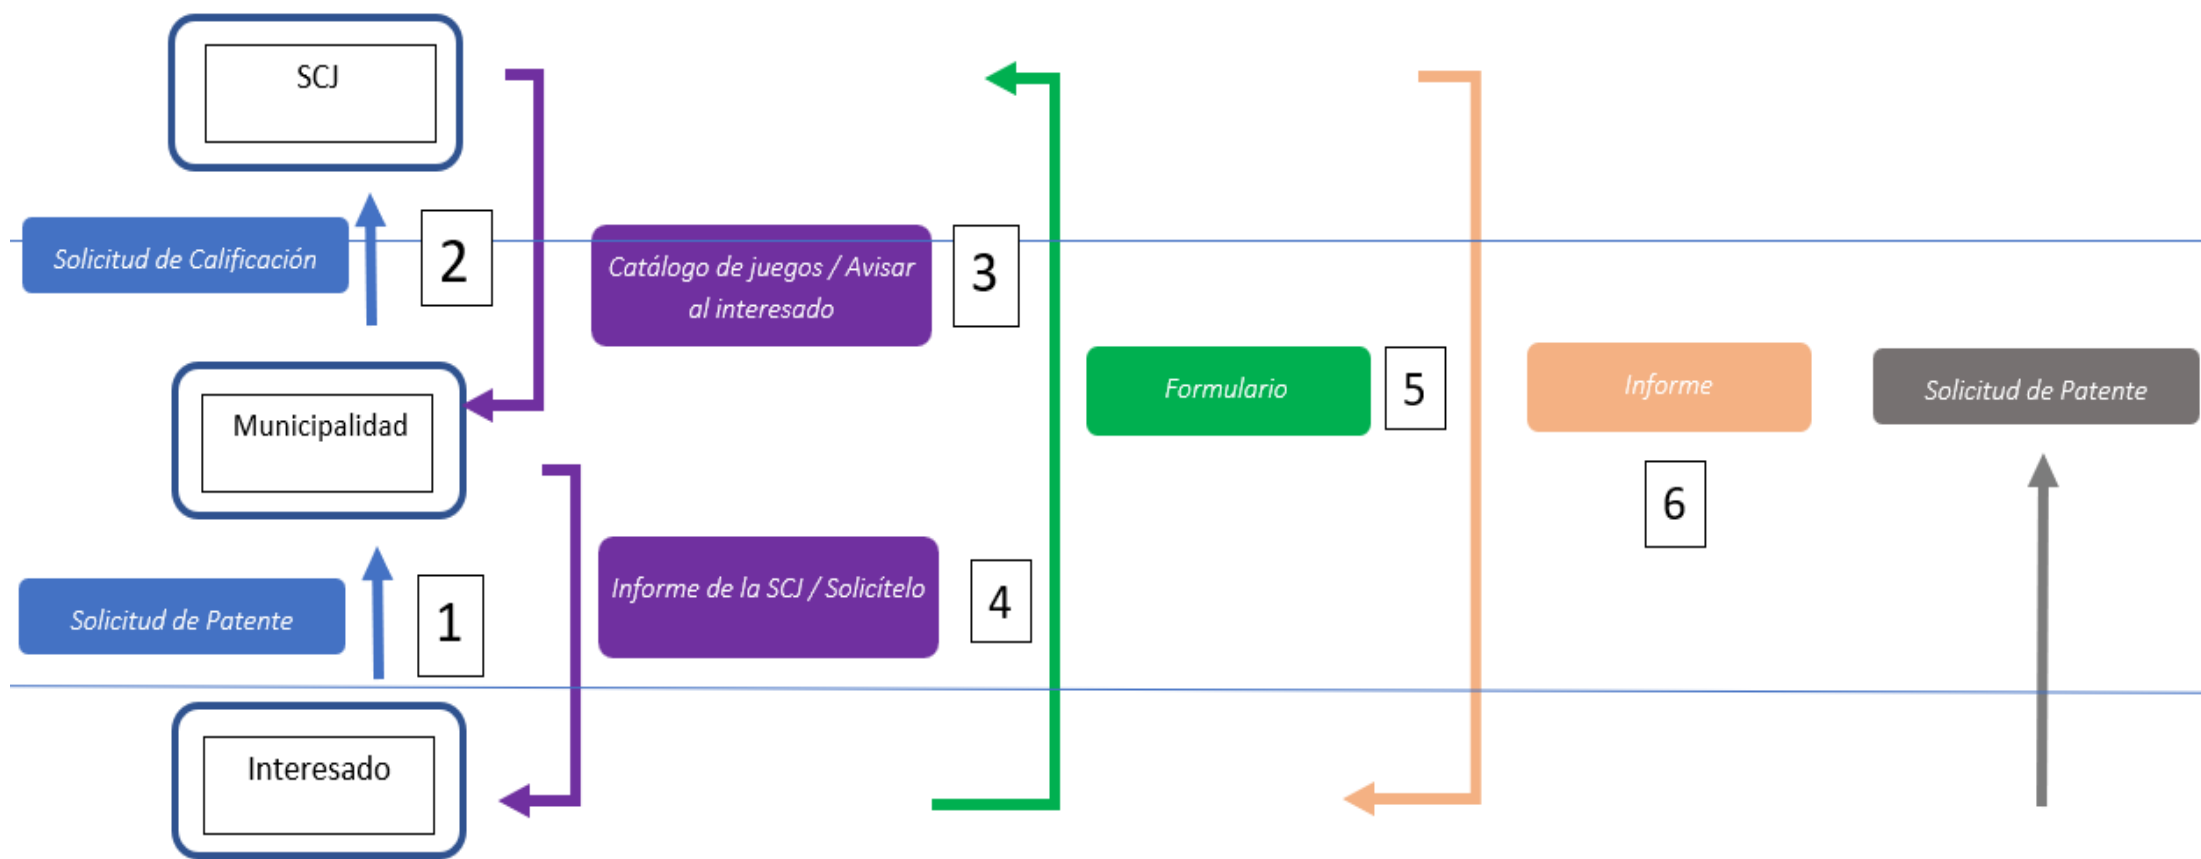 SCJ
Solicitud de Calificación
2
Catálogo de juegos / Avisar
al interesado
3
Municipalidad
Formulario
5
Informe
Solicitud de Patente
6
Solicitud de Patente
1
Informe de la SCJ / Solicítelo
4
Interesado